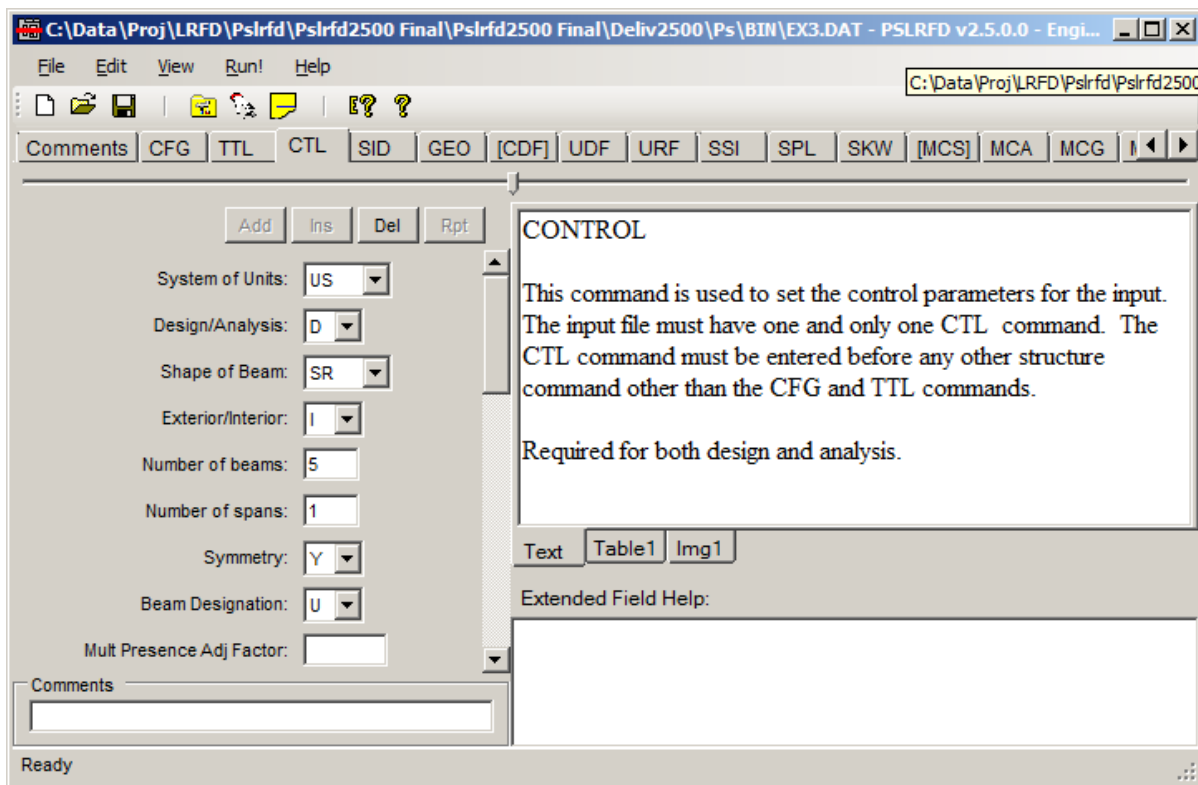 C:\Data\Proj\LRFD\Pslrfd\Pslrfd2500 Final\Pslrfd2500 Final\Deliv2500\Ps\BIN\EX3.DAT - PSLRFD v2.5.0.0 - Engi...
File Edit View Run! Help
C:\Data\Proj\LRFD\Pslrfd\Pslrfd2500
Comments CFG TTL CTL SID GEO [CDF] UDF URF SSI SPL SKW [MCS] MCA MCG
Add Ins Del Rpt
System of Units: US
Design/Analysis: D
Shape of Beam: SR
Exterior/Interior: I
Number of beams: 5
Number of spans: 1
Symmetry: Y
Beam Designation: U
Mult Presence Adj Factor:
Comments
CONTROL
This command is used to set the control parameters for the input.
The input file must have one and only one CTL command. The
CTL command must be entered before any other structure
command other than the CFG and TTL commands.
Required for both design and analysis.
Text Table1 Img1
Extended Field Help:
Ready